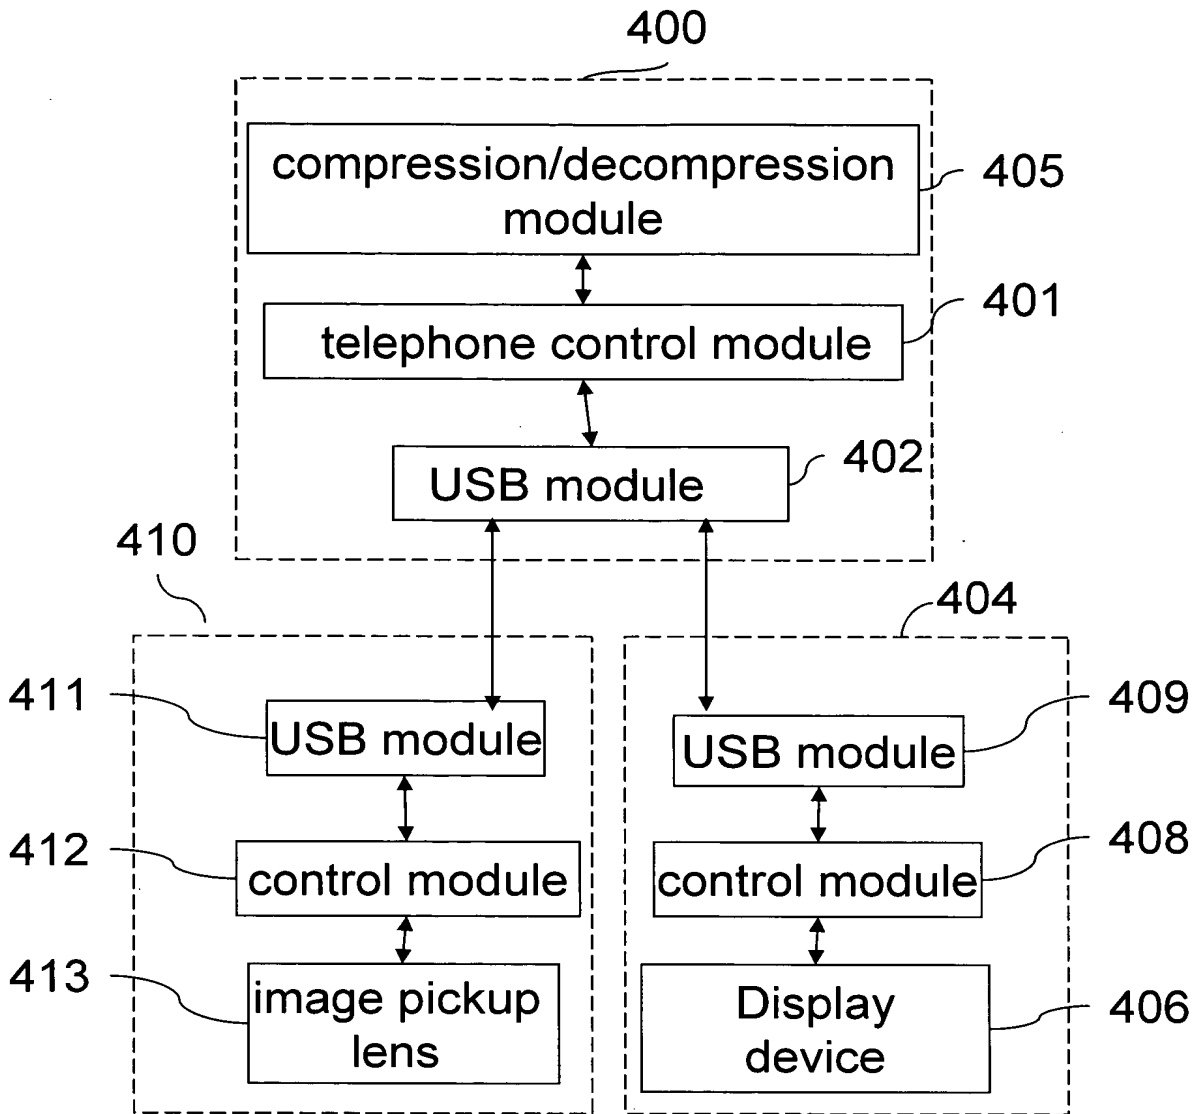 400
compression/decompression
module
405
telephone control module
401
USB module
402
410
404
411
USB module
USB module
409
412
control module
control module
408
413
image pickup
lens
Display
device
406